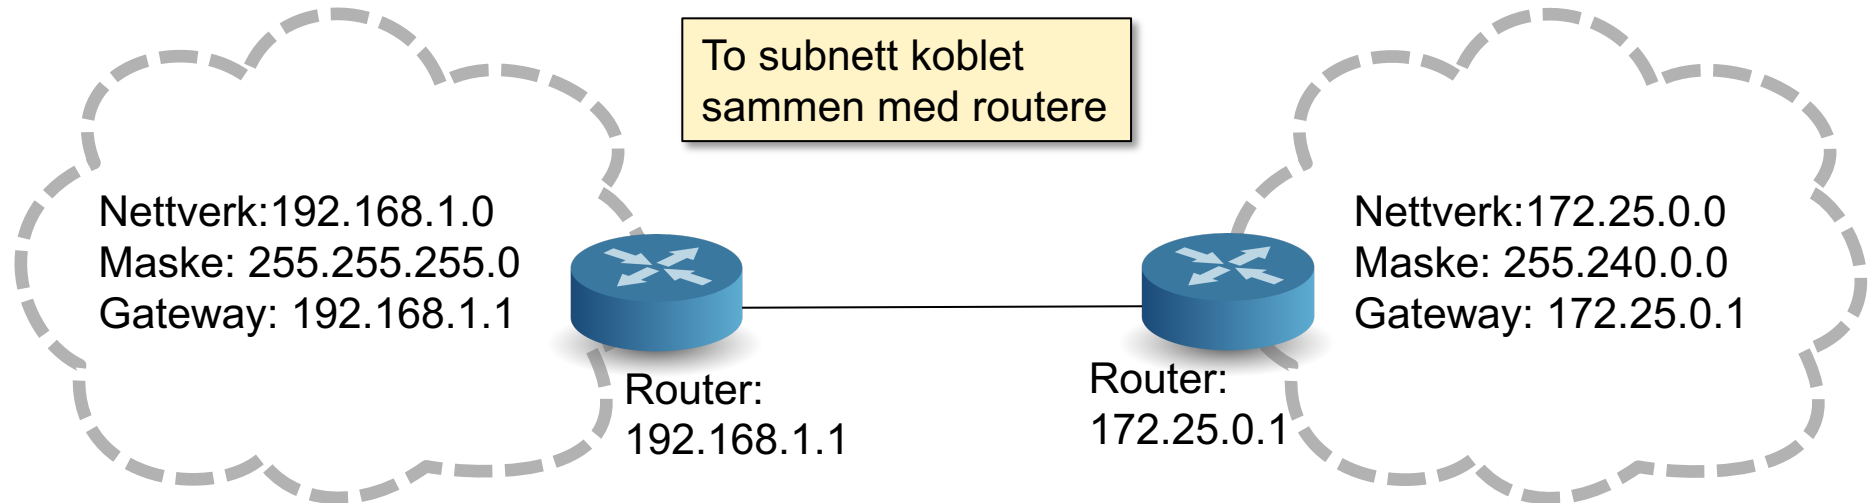 To subnett koblet
sammen med routere
Nettverk:192.168.1.0
Maske: 255.255.255.0
Gateway: 192.168.1.1
Router:
192.168.1.1
Nettverk:172.25.0.0
Maske: 255.240.0.0
Gateway: 172.25.0.1
Router:
172.25.0.1